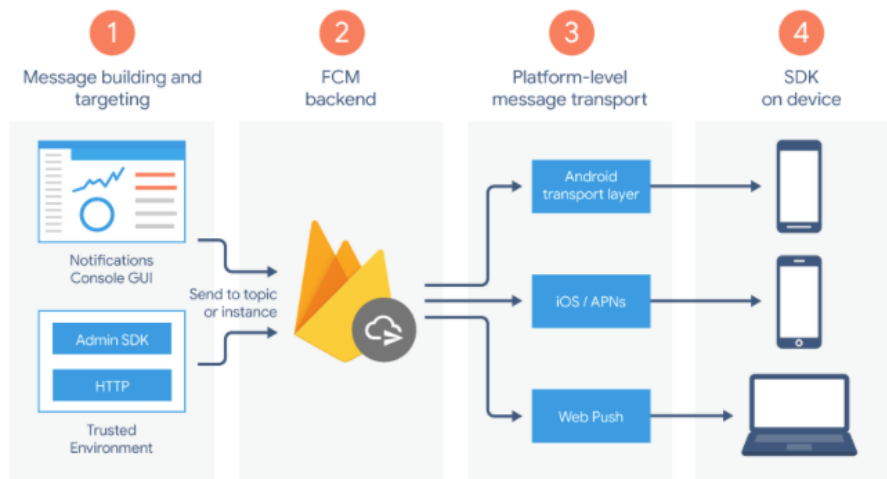 1
Message building and
targeting
2
FCM
backend
3
Platform-level
message transport
4
SDK
on device
Notifications
Console GUI
Admin SDK
HTTP
Trusted
Environment
Send to topic
or instance
Android
transport layer
iOS / APNs
Web Push